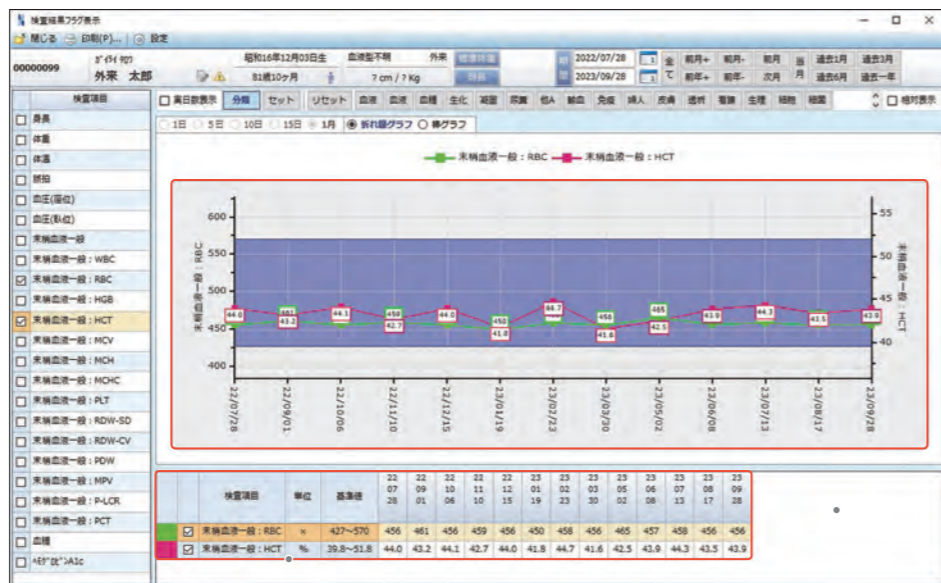 検査結果フラグ表示
閉じる 印刷(P)... 設定
00000099
外来 太郎
昭和16年12月03日生 血液型不明 外来
81歳10ヶ月 ? cm / ? Kg
期 2022/07/28 1 全 前月+ 前月- 前月 当 過去1月 過去3月
間 2023/09/28 1 て 前年+ 前年- 次月 月 過去6月 過去一年
検査項目
異日数表示 分類 セット リセット 血液 血液 血糖 生化 凝固 尿糞 他A 輸血 免疫 婦人 皮膚 透析 看護 生理 細胞 細菌 相対表示
1日 5日 10日 15日 1月 折れ線グラフ 棒グラフ
身長
体重
体温
脈拍
血圧(座位)
血圧(臥位)
末梢血液一般
末梢血液一般:WBC
末梢血液一般:RBC
末梢血液一般:HGB
末梢血液一般:HCT
末梢血液一般:MCV
末梢血液一般:MCH
末梢血液一般:MCHC
末梢血液一般:PLT
末梢血液一般:RDW-SD
末梢血液一般:RDW-CV
末梢血液一般:PDW
末梢血液一般:MPV
末梢血液一般:P-LCR
末梢血液一般:PCT
血糖
ﾍﾓｸﾞﾛﾋﾞﾝA1c
末梢血液一般:RBC 末梢血液一般:HCT
末梢血液一般:RBC
600
550
500
450
400
55
50
45
40
末梢血液一般:HCT
44.0 461 43.2 44.1 459 42.7 44.0 450 41.8 44.7 456 41.6 465 42.5 43.9 44.3 43.5 43.9
22/07/28 22/09/01 22/10/06 22/11/10 22/12/15 23/01/19 23/02/23 23/03/30 23/05/02 23/06/08 23/07/13 23/08/17 23/09/28
検査項目 単位 基準値
22 22 22 22 22 23 23 23 23 23 23 23 23
07 09 10 11 12 01 02 03 05 06 07 08 09
28 01 06 10 15 19 23 30 02 08 13 17 28
末梢血液一般:RBC × 427～570 456 461 456 459 456 450 458 456 465 457 458 456 456
末梢血液一般:HCT % 39.8～51.8 44.0 43.2 44.1 42.7 44.0 41.8 44.7 41.6 42.5 43.9 44.3 43.5 43.9